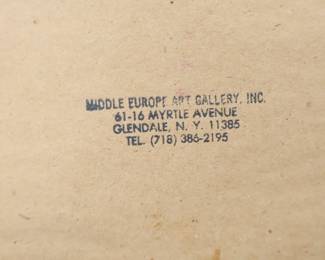 MIDDLE EUROPE ART GALLERY, INC.
61-16 MYRTLE AVENUE
GLENDALE, N. Y. 11385
TEL. (718) 386-2195